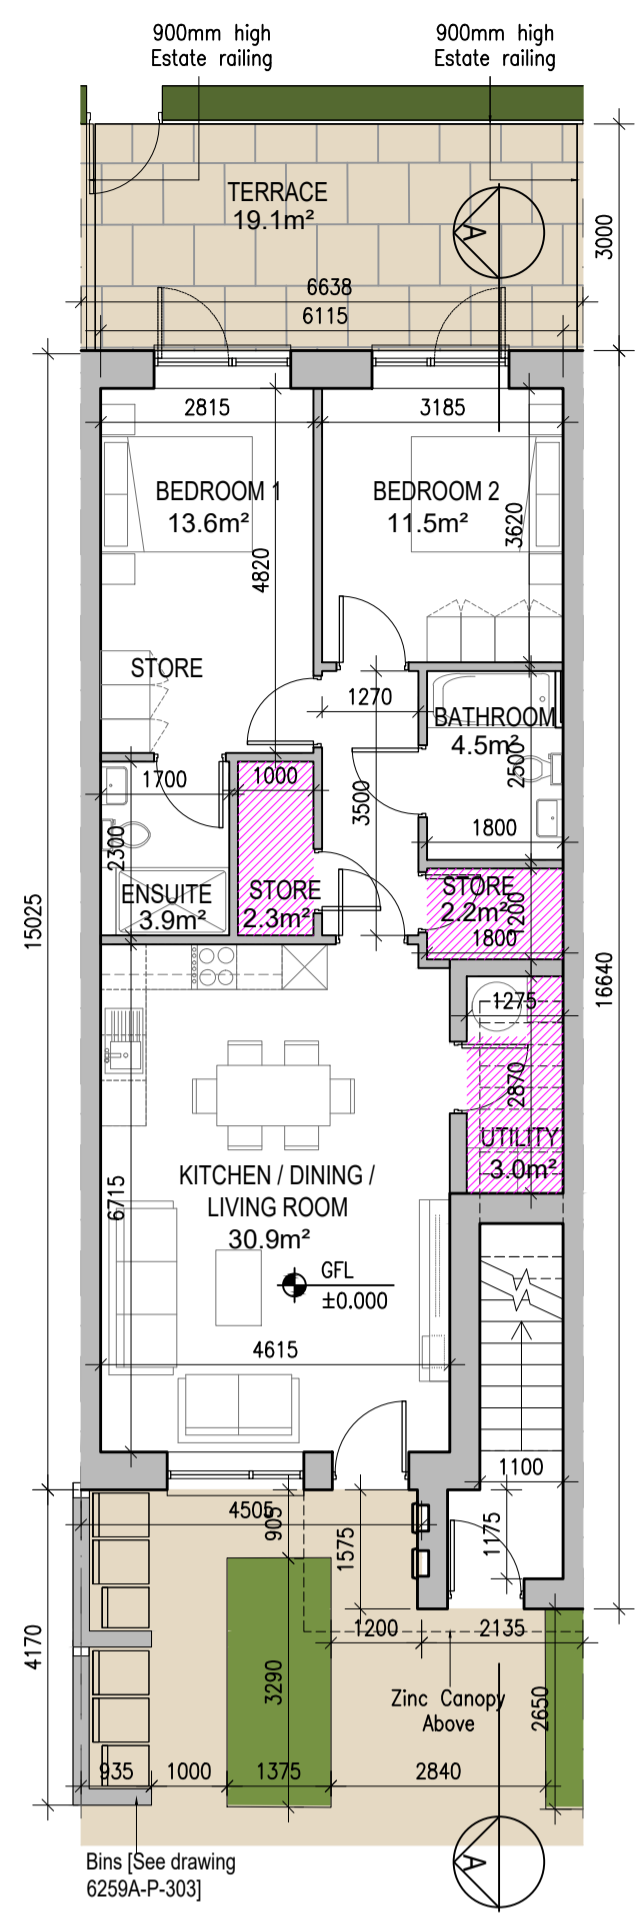 900mm high
Estate railing
900mm high
Estate railing
TERRACE
19.1m²
A
3000
6638
6115
2815
3185
BEDROOM 1
13.6m²
BEDROOM 2
11.5m²
3620
4820
STORE
1270
BATHROOM
4.5m²
2500
1700
1000
3500
1800
2300
ENSUITE
3.9m²
STORE
2.3m²
STORE
2.2m²
1200
1800
15025
16640
1275
2870
UTILITY
3.0m²
KITCHEN / DINING /
LIVING ROOM
30.9m²
6715
GFL
±0.000
4615
1100
4505
905
1575
1175
4170
1200
2135
3290
Zinc Canopy
Above
2650
935
1000
1375
2840
A
Bins [See drawing
6259A-P-303]